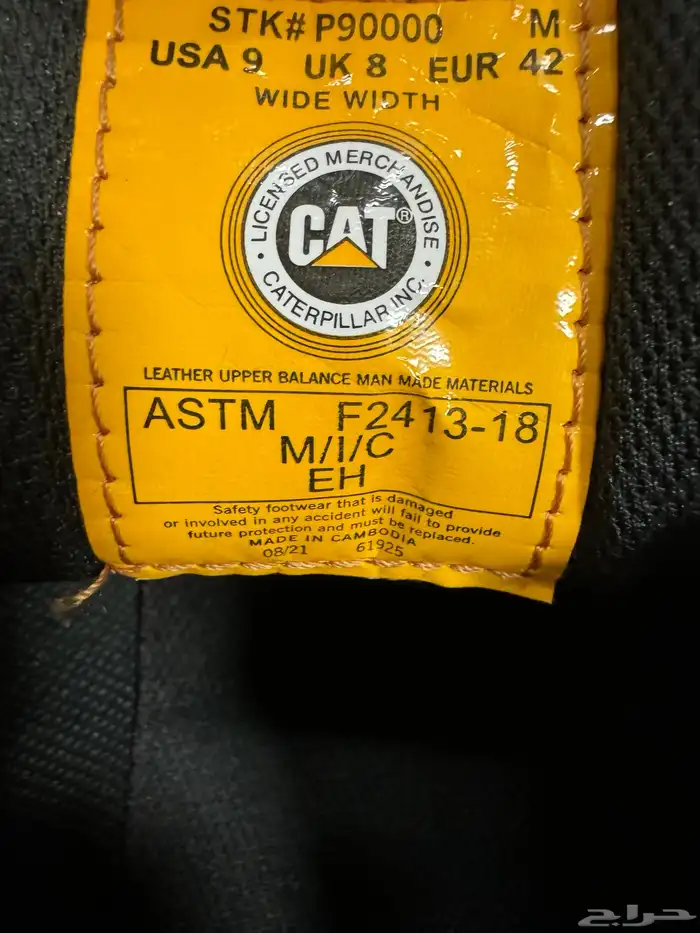 STK# P90000 M
USA 9 UK 8 EUR 42
WIDE WIDTH
LICENSED MERCHANDISE
CAT®
CATERPILLAR INC.
LEATHER UPPER BALANCE MAN MADE MATERIALS
ASTM F2413-18
M/I/C
EH
Safety footwear that is damaged
or involved in any accident will fail to provide
future protection and must be replaced.
MADE IN CAMBODIA
08/21 61925
حراج